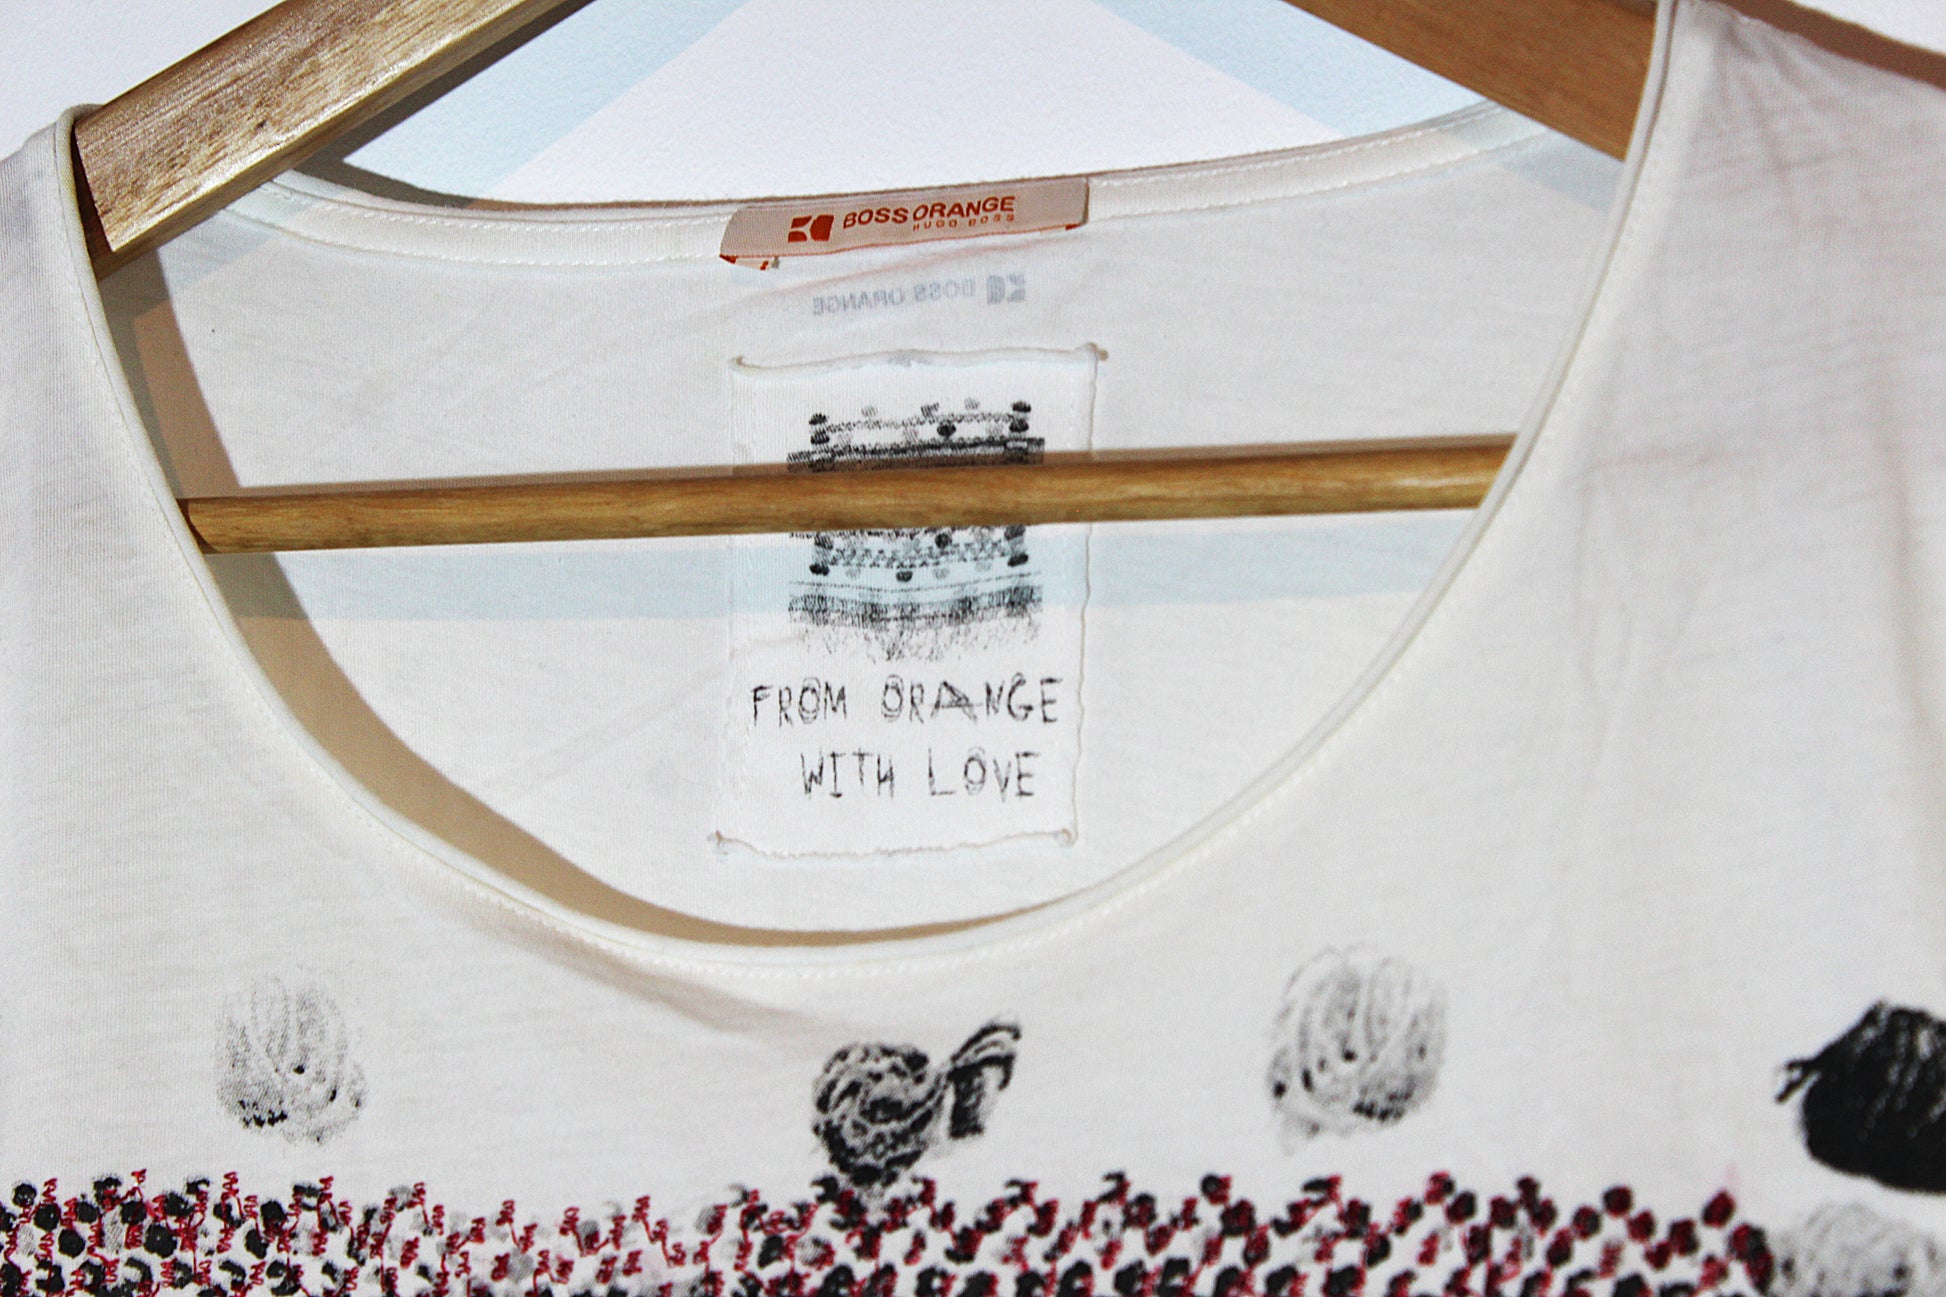 BOSS ORANGE
HUGO BOSS
BOSS ORANGE
FROM ORANGE
WITH LOVE